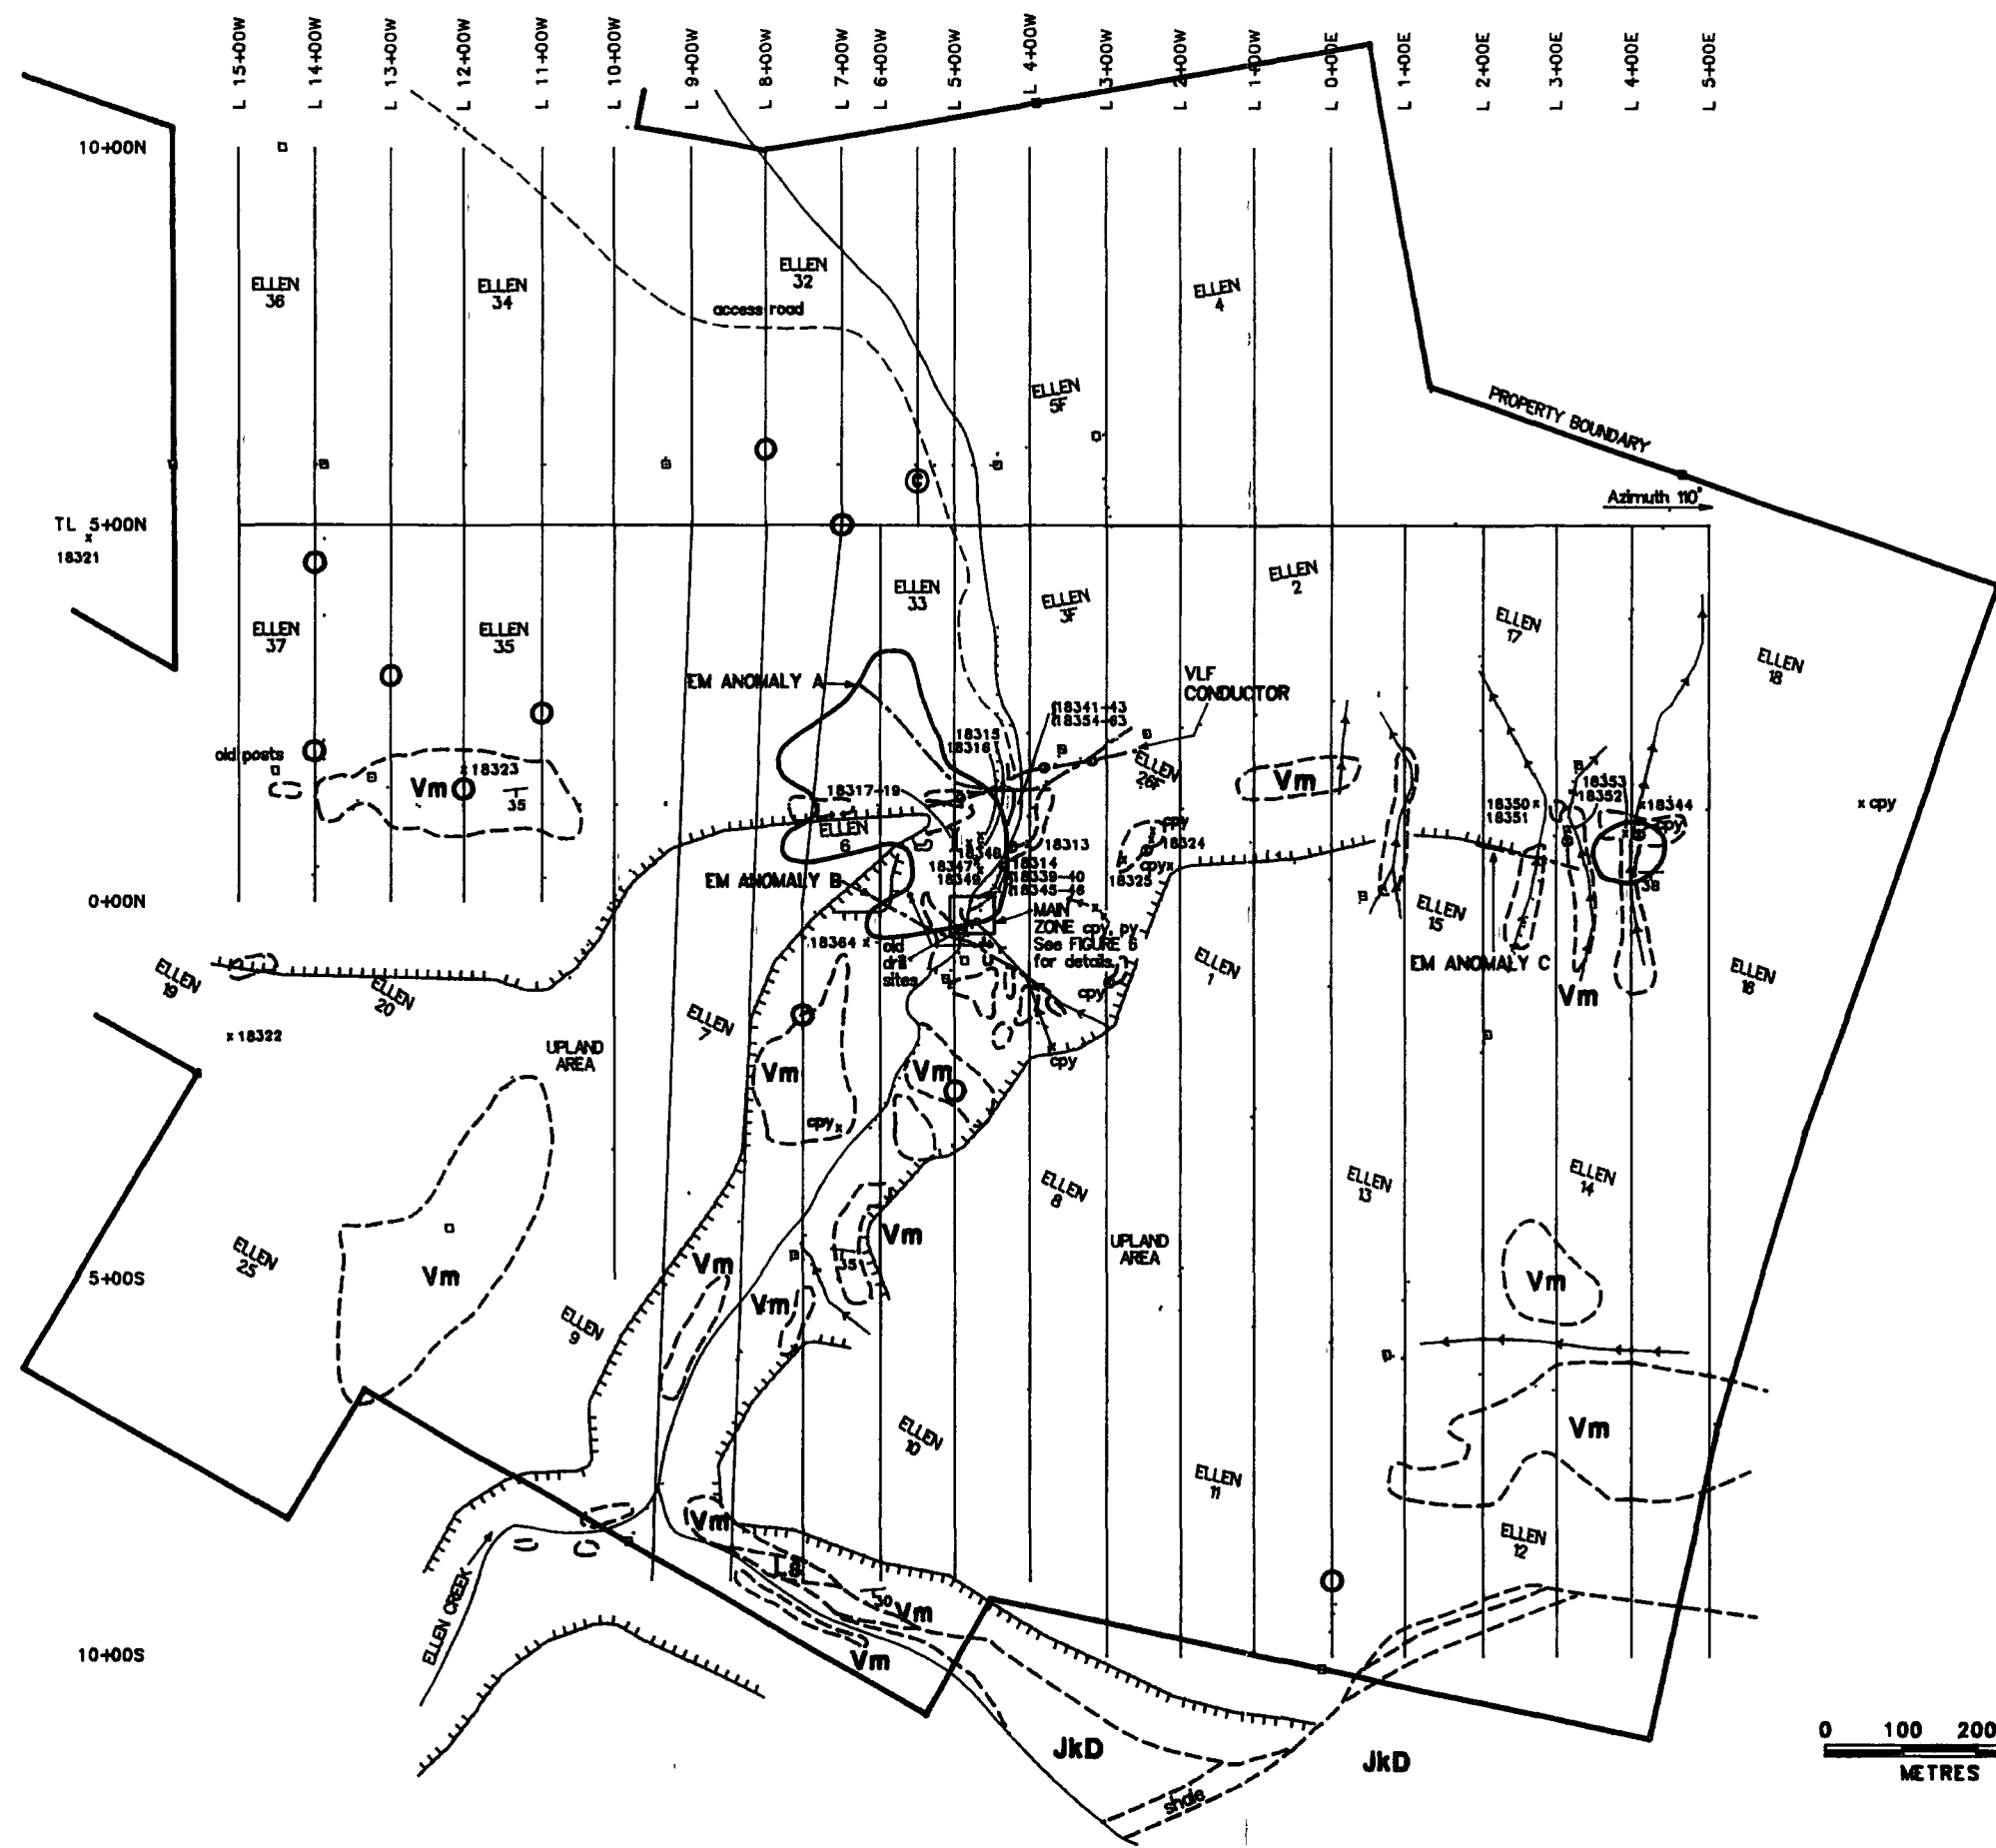 L 15+00W
L 14+00W
L 13+00W
L 12+00W
L 11+00W
L 10+00W
L 9+00W
L 8+00W
L 7+00W
L 6+00W
L 5+00W
L 4+00W
L 3+00W
L 2+00W
L 1+00W
L 0+00E
L 1+00E
L 2+00E
L 3+00E
L 4+00E
L 5+00E
10+00N
ELLEN
36
ELLEN
34
ELLEN
32
access road
ELLEN
4
ELLEN
5F
PROPERTY BOUNDARY
Azimuth 110°
TL 5+00N
18321
ELLEN
37
ELLEN
35
ELLEN
33
ELLEN
3F
ELLEN
2
ELLEN
17
ELLEN
18
EM ANOMALY A
VLF
CONDUCTOR
18341-43
18354-63
18315
18316
old posts
Vm
18323
35
18317-19
ELLEN
26F
Vm
18353
18352
18350
18351
18344
cpy
cpy
ELLEN
6
18348
18347
18349
18313
18314
18339-40
18345-46
cpy
18324
cpy
18325
38
EM ANOMALY B
0+00N
MAIN
ZONE cpy, py
See FIGURE 6
for details
18364
old
drill
sites
ELLEN
15
EM ANOMALY C
Vm
ELLEN
19
ELLEN
20
ELLEN
7
cpy
ELLEN
1
ELLEN
16
18322
UPLAND
AREA
Vm
Vm
cpy
cpy
ELLEN
8
ELLEN
13
ELLEN
14
ELLEN
25
5+00S
Vm
Vm
35
Vm
UPLAND
AREA
Vm
Vm
ELLEN
9
ELLEN
10
Vm
ELLEN
11
Vm
ELLEN
12
30
Vm
ELLEN CREEK
10+00S
Vm
JkD
JkD
shale
0 100 200
METRES